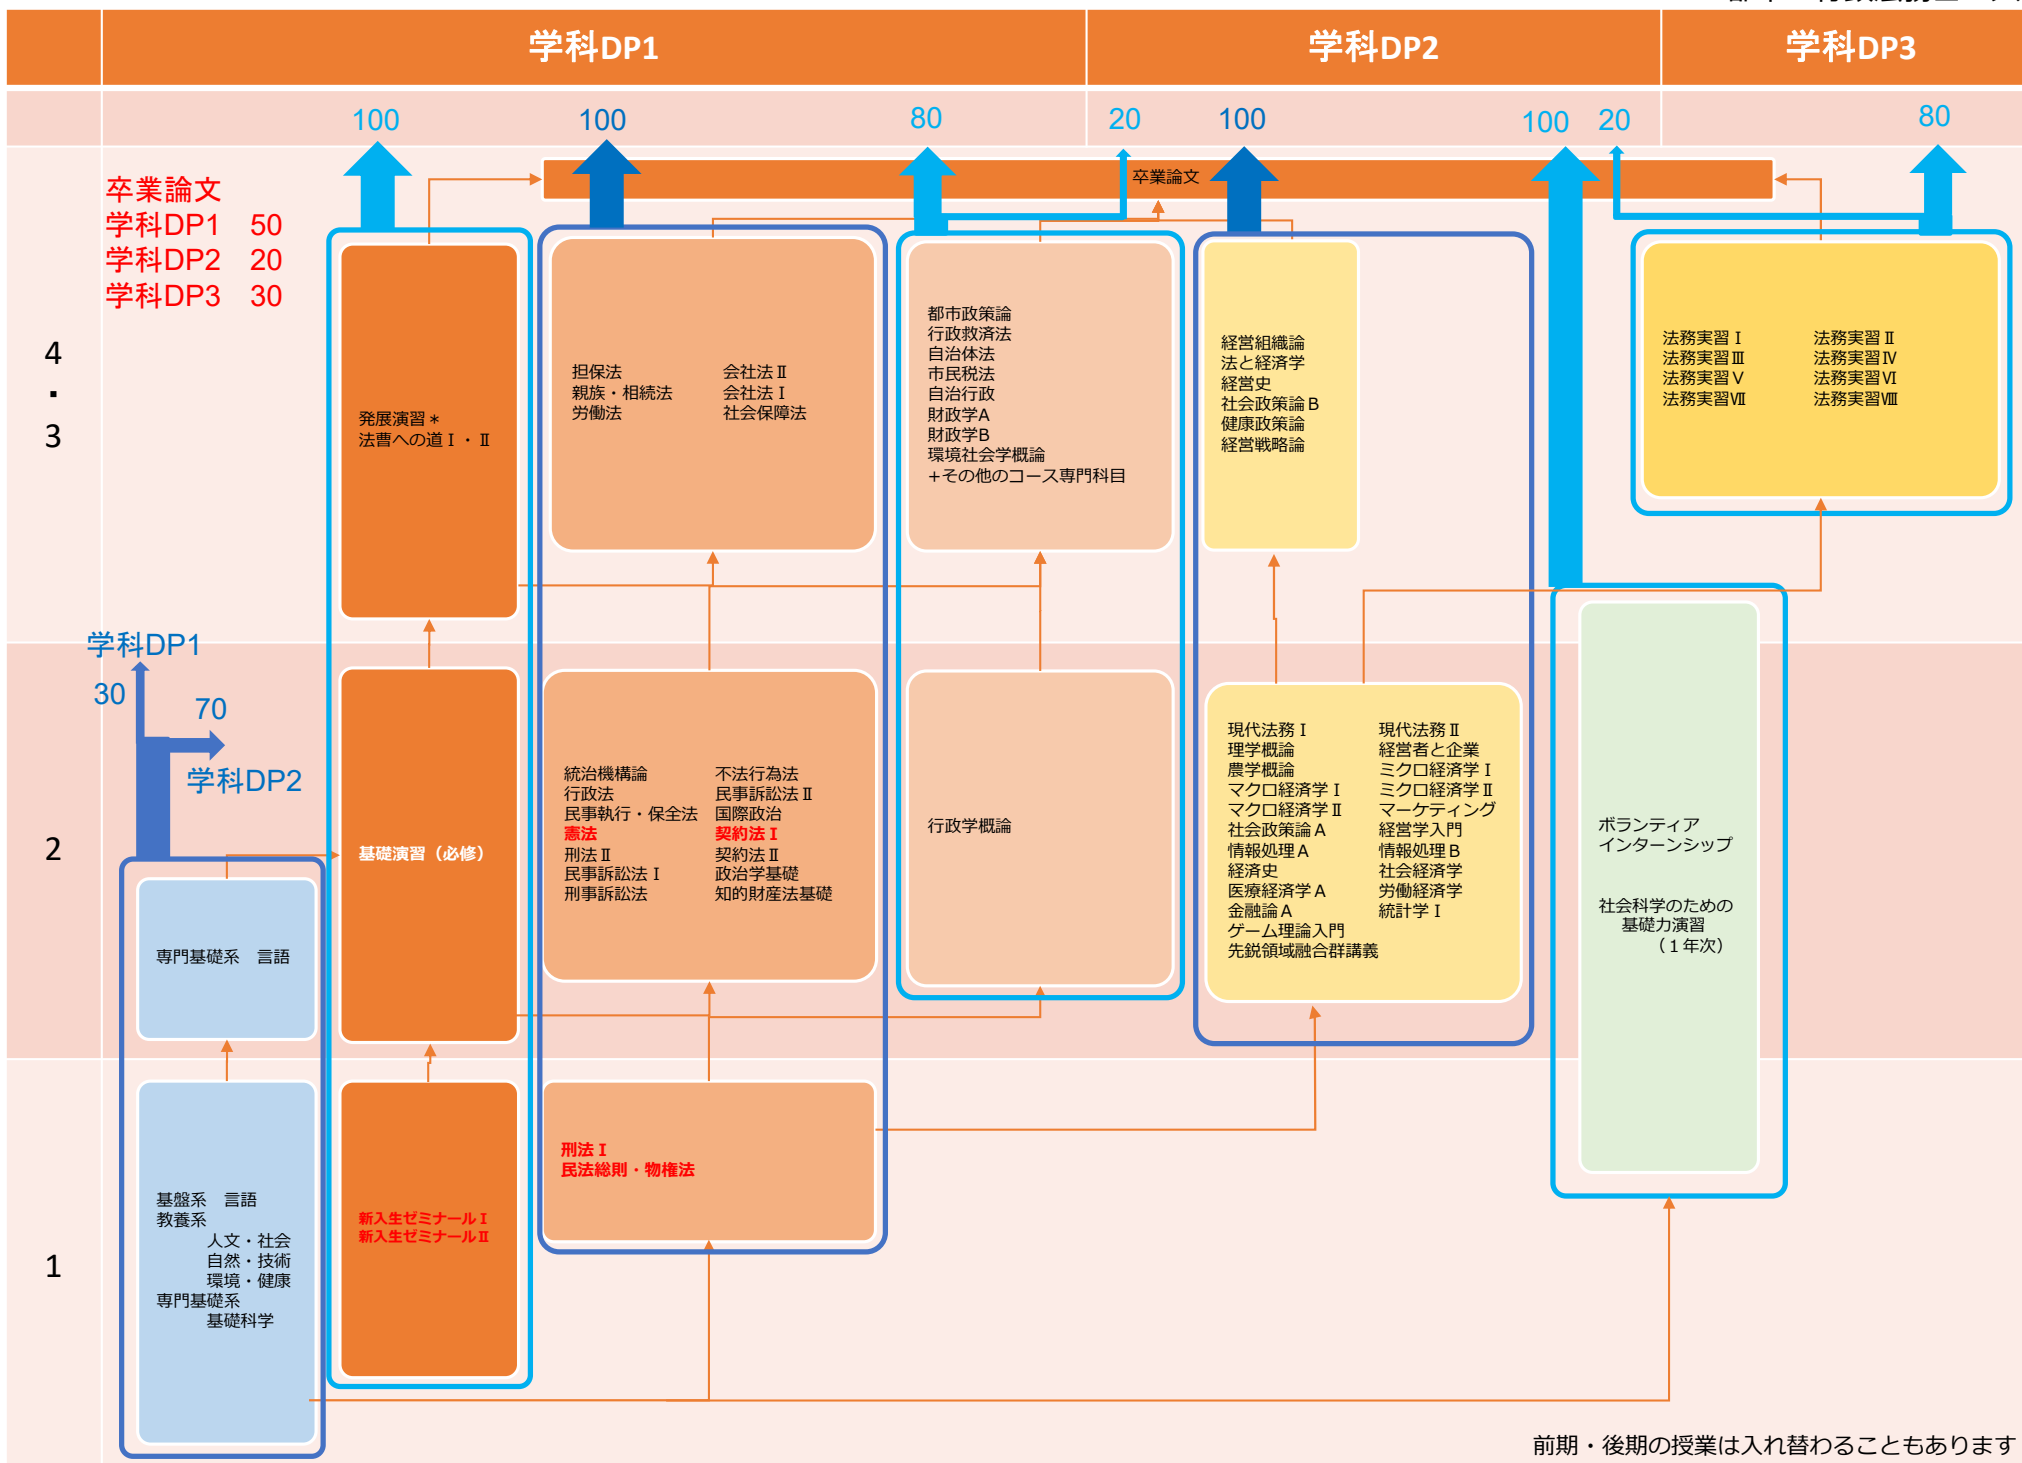 学科DP1
学科DP2
学科DP3
100
100
80
20
100
100
20
80
卒業論文
学科DP1 50
学科DP2 20
学科DP3 30
卒業論文
4
・
3
発展演習＊
法曹への道Ⅰ・Ⅱ
担保法 会社法Ⅱ
親族・相続法 会社法Ⅰ
労働法 社会保障法
都市政策論
行政救済法
自治体法
市民税法
自治行政
財政学A
財政学B
環境社会学概論
+その他のコース専門科目
経営組織論
法と経済学
経営史
社会政策論B
健康政策論
経営戦略論
法務実習Ⅰ 法務実習Ⅱ
法務実習Ⅲ 法務実習Ⅳ
法務実習Ⅴ 法務実習Ⅵ
法務実習Ⅶ 法務実習Ⅷ
学科DP1
30
70
学科DP2
2
専門基礎系 言語
基礎演習（必修）
統治機構論 不法行為法
行政法 民事訴訟法Ⅱ
民事執行・保全法 国際政治
憲法 契約法Ⅰ
刑法Ⅱ 契約法Ⅱ
民事訴訟法Ⅰ 政治学基礎
刑事訴訟法 知的財産法基礎
行政学概論
現代法務Ⅰ 現代法務Ⅱ
理学概論 経営者と企業
農学概論 ミクロ経済学Ⅰ
マクロ経済学Ⅰ ミクロ経済学Ⅱ
マクロ経済学Ⅱ マーケティング
社会政策論A 経営学入門
情報処理A 情報処理B
経済史 社会経済学
医療経済学A 労働経済学
金融論A 統計学Ⅰ
ゲーム理論入門
先鋭領域融合群講義
ボランティア
インターンシップ
社会科学のための
基礎力演習
（１年次）
1
基盤系 言語
教養系
人文・社会
自然・技術
環境・健康
専門基礎系
基礎科学
新入生ゼミナールⅠ
新入生ゼミナールⅡ
刑法Ⅰ
民法総則・物権法
前期・後期の授業は入れ替わることもあります